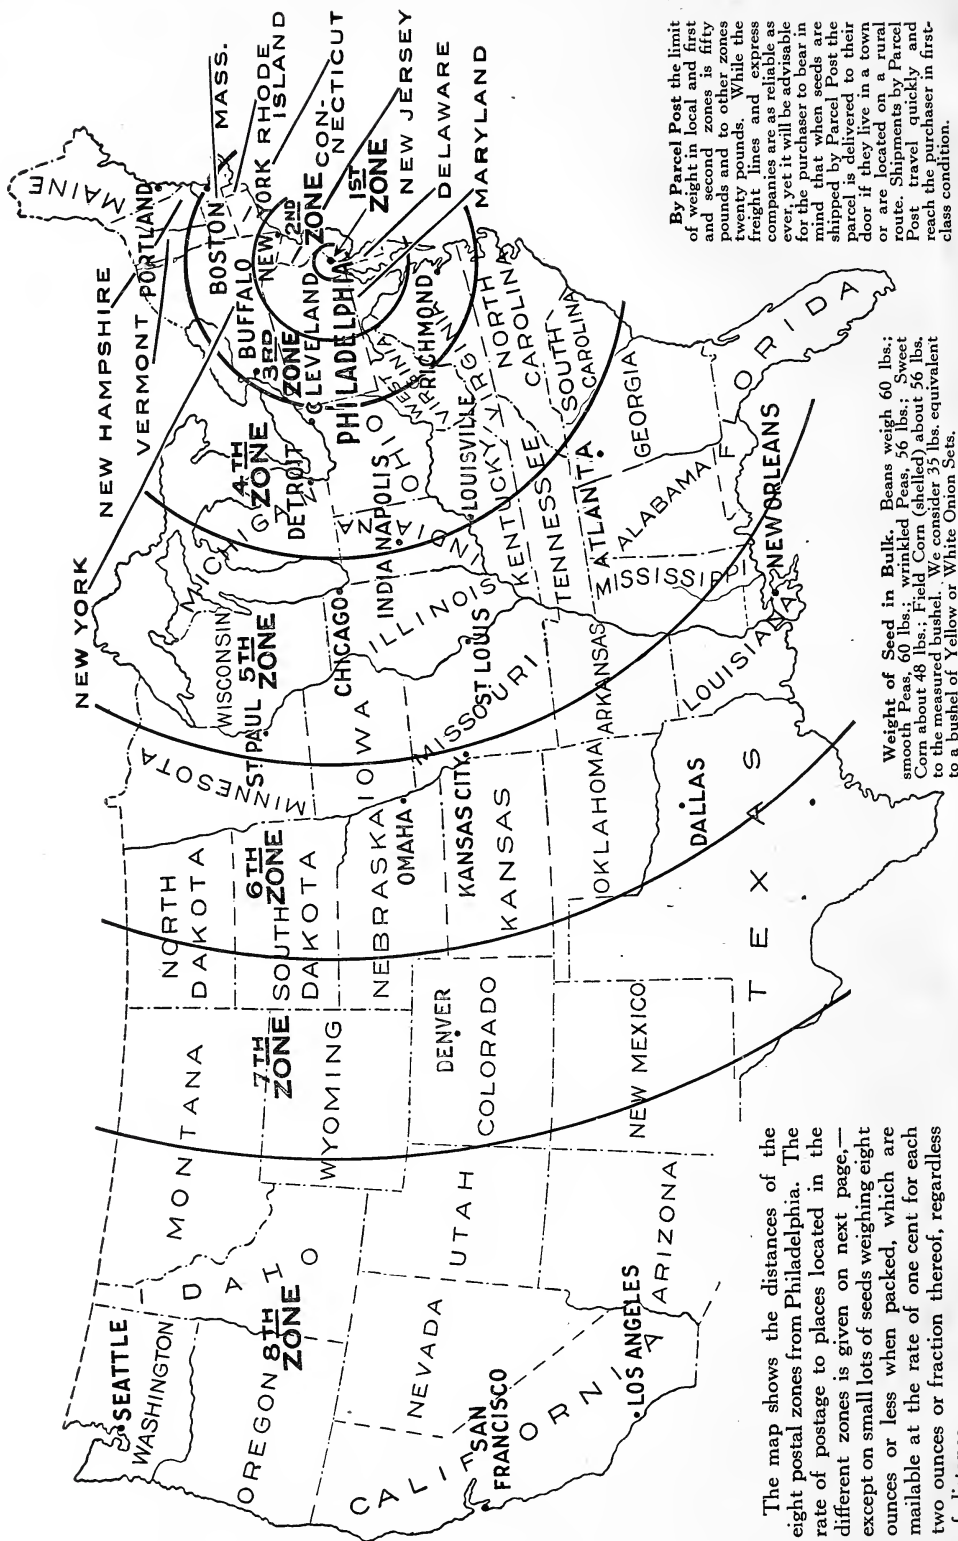 MAINE
NEW HAMPSHIRE
VERMONT
PORTLAND
MASS.
BOSTON
RHODE
ISLAND
CON-
NECTICUT
NEW YORK
NEW YORK
NEW JERSEY
DELAWARE
MARYLAND
1ST
ZONE
2ND
ZONE
3RD
ZONE
4TH
ZONE
5TH
ZONE
6TH
ZONE
7TH
ZONE
8TH
ZONE
BUFFALO
CLEVELAND
PHILADELPHIA
RICHMOND
WEST
VIRGINIA
VIRGINIA
NORTH
CAROLINA
SOUTH
CAROLINA
GEORGIA
FLORIDA
OHIO
MICHIGAN
DETROIT
INDIANA
INDIANAPOLIS
LOUISVILLE
KENTUCKY
TENNESSEE
ATLANTA
ALABAMA
MISSISSIPPI
NEW ORLEANS
LOUISIANA
ARKANSAS
WISCONSIN
CHICAGO
ILLINOIS
ST LOUIS
MISSOURI
ST PAUL
MINNESOTA
IOWA
OMAHA
KANSAS CITY
KANSAS
OKLAHOMA
DALLAS
TEXAS
NORTH
DAKOTA
SOUTH
DAKOTA
NEBRASKA
MONTANA
WYOMING
DENVER
COLORADO
NEW MEXICO
UTAH
ARIZONA
IDAHO
SEATTLE
WASHINGTON
OREGON
NEVADA
CALIFORNIA
SAN
FRANCISCO
LOS ANGELES
The map shows the distances of the
eight postal zones from Philadelphia. The
rate of postage to places located in the
different zones is given on next page,—
except on small lots of seeds weighing eight
ounces or less when packed, which are
mailable at the rate of one cent for each
two ounces or fraction thereof, regardless
Weight of Seed in Bulk. Beans weigh 60 lbs.;
smooth Peas, 60 lbs.; wrinkled Peas, 56 lbs.; Sweet
Corn about 48 lbs.; Field Corn (shelled) about 56 lbs.
to the measured bushel. We consider 35 lbs. equivalent
to a bushel of Yellow or White Onion Sets.
By Parcel Post the limit
of weight in local and first
and second zones is fifty
pounds and to other zones
twenty pounds. While the
freight lines and express
companies are as reliable as
ever, yet it will be advisable
for the purchaser to bear in
mind that when seeds are
shipped by Parcel Post the
parcel is delivered to their
door if they live in a town
or are located on a rural
route. Shipments by Parcel
Post travel quickly and
reach the purchaser in first-
class condition.